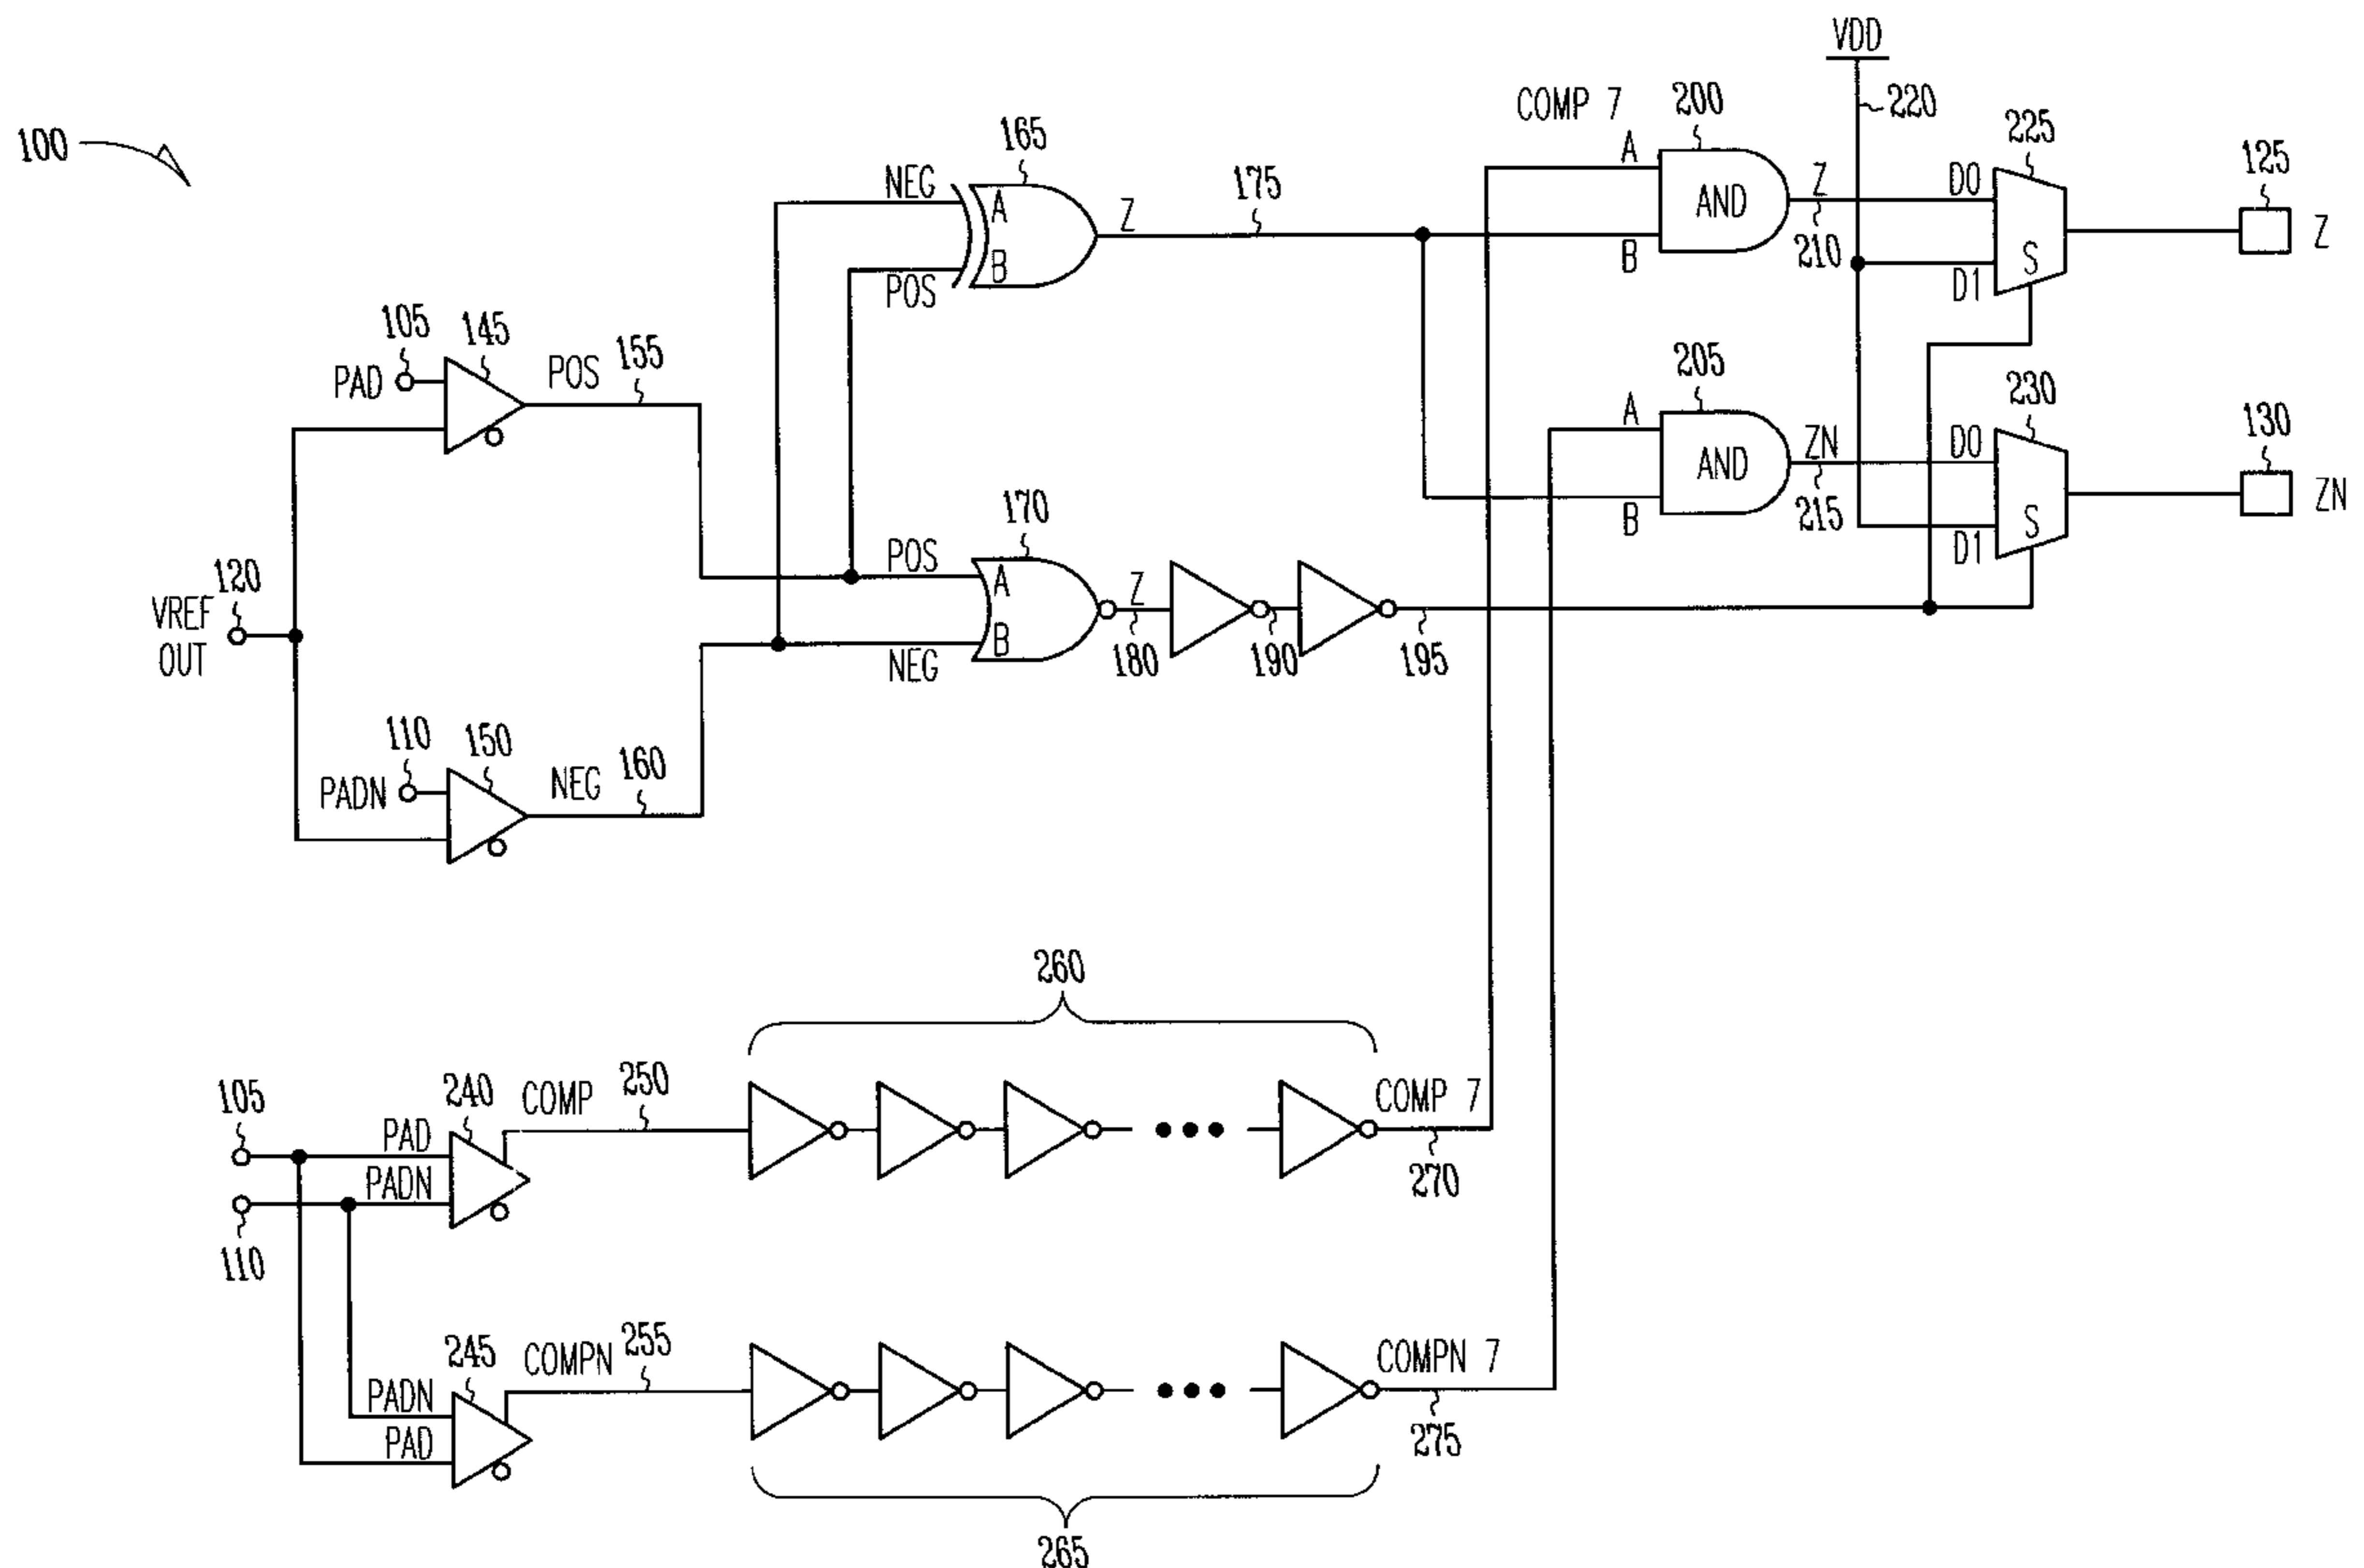 VDD
100
COMP 7
200
220
225
165
A
125
NEG
175
Z
D0
A
Z
AND
Z
B
B
210
D1
S
POS
105
145
POS
155
205
230
PAD
A
130
ZN
D0
AND
170
ZN
B
215
S
POS
D1
120
A
Z
VREF
OUT
B
NEG
180
190
195
110
150
NEG
160
PADN
260
105
240
COMP
250
COMP 7
PAD
PADN
270
110
245
COMPN
255
COMPN 7
PADN
PAD
275
265